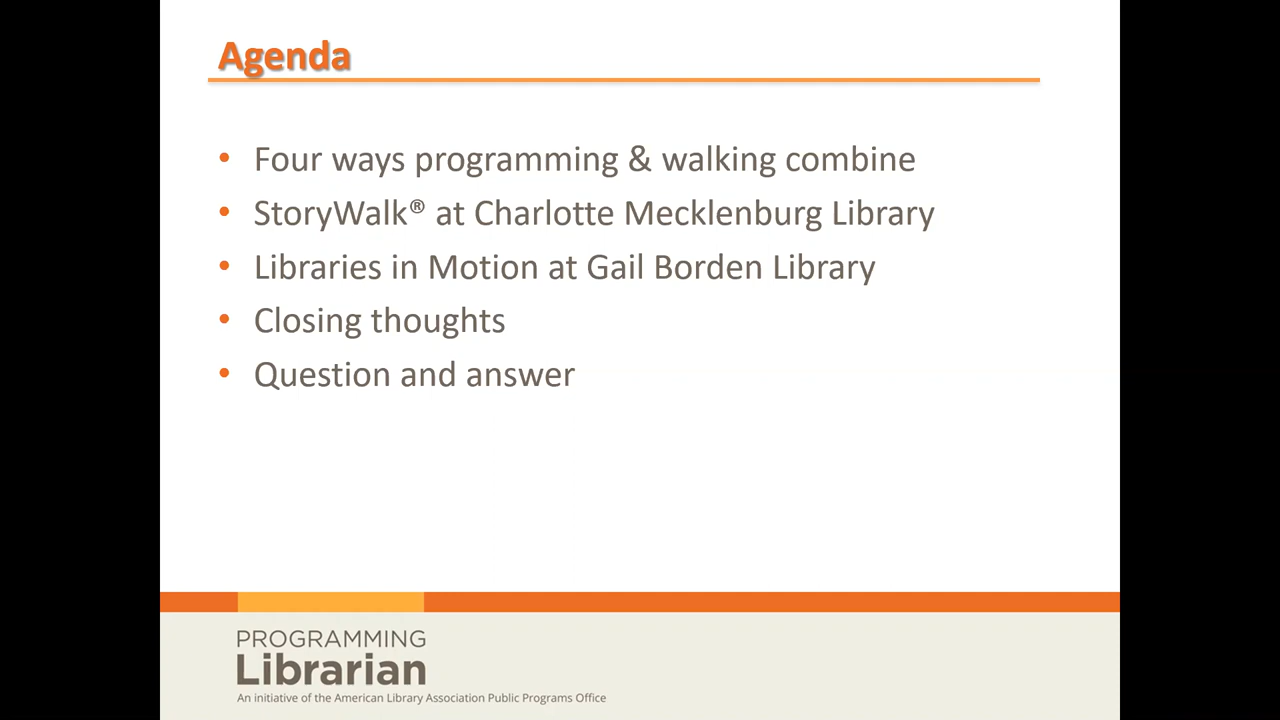 Agenda
• Four ways programming & walking combine
• StoryWalk® at Charlotte Mecklenburg Library
• Libraries in Motion at Gail Borden Library
• Closing thoughts
• Question and answer
PROGRAMMING
Librarian
An initiative of the American Library Association Public Programs Office